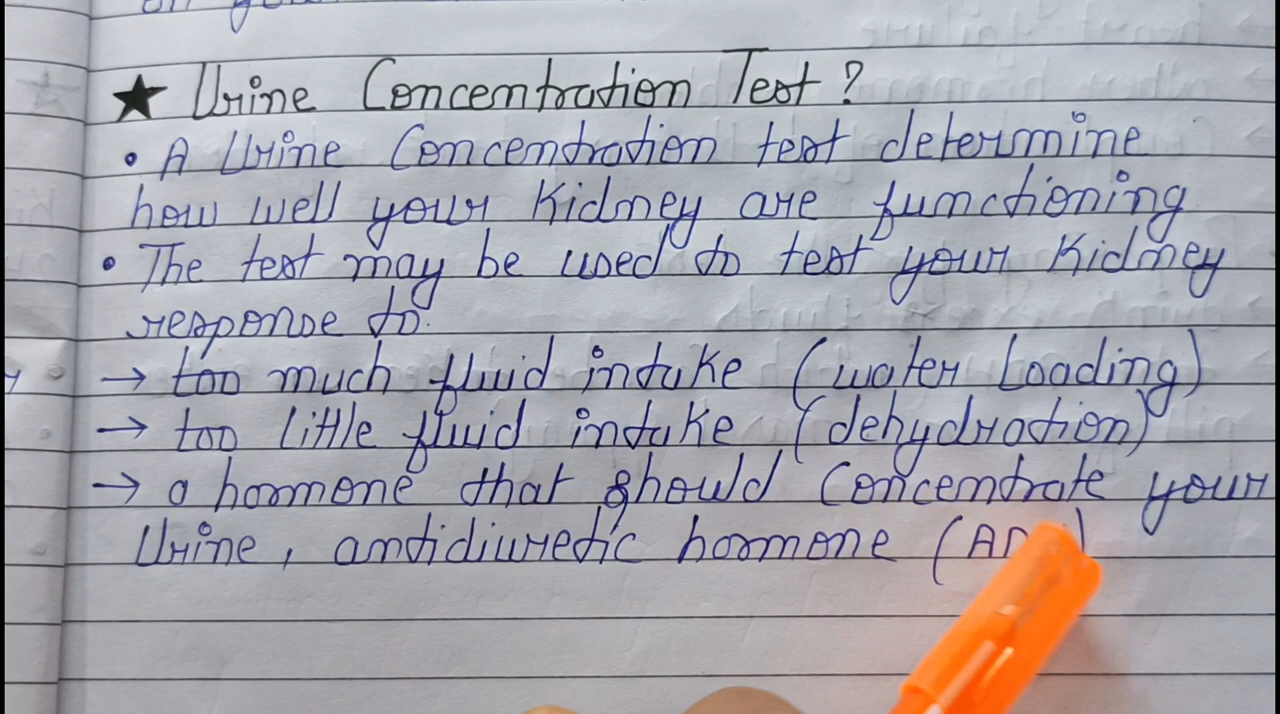 ★ Urine Concentration Test ?
• A Urine Concentration test determine
how well your Kidney are functioning
• The test may be used to test your Kidney
response to.
→ too much fluid intake (water Loading)
→ too little fluid intake (dehydration)
→ a hormone that should Concentrate your
Urine, antidiuretic hormone (AD